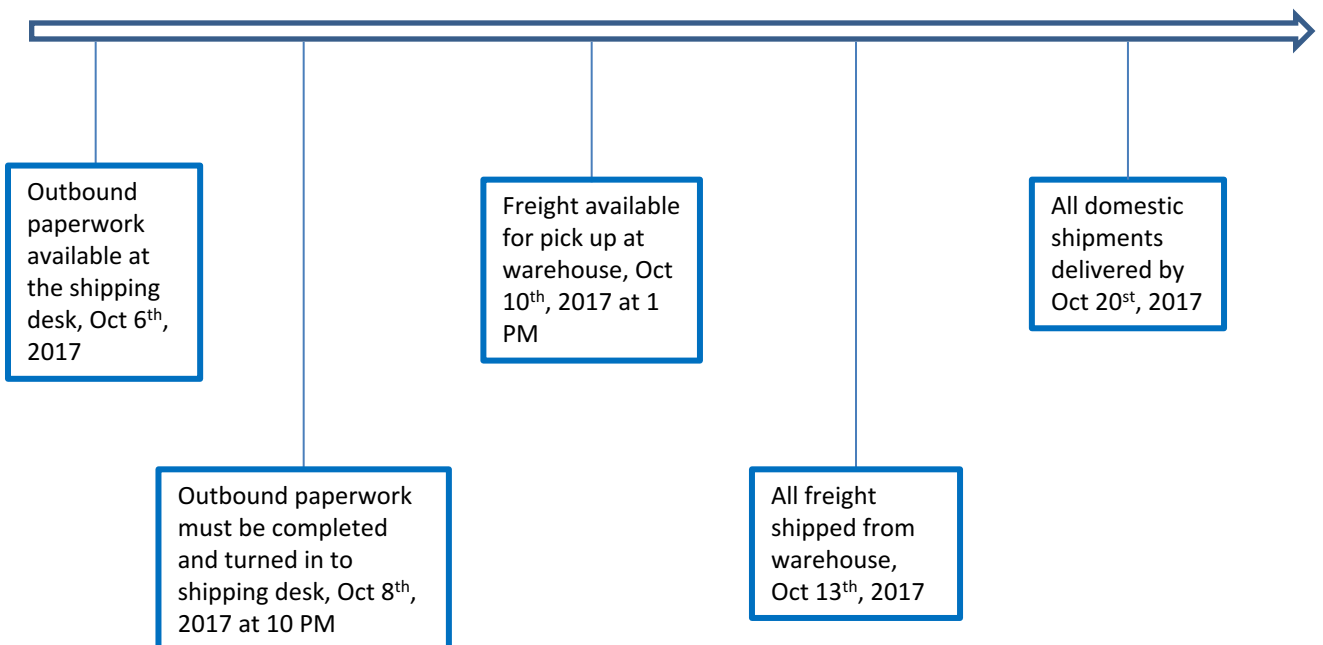 Outbound
paperwork
available at
the shipping
desk, Oct 6th,
2017
Outbound paperwork
must be completed
and turned in to
shipping desk, Oct 8th,
2017 at 10 PM
Freight available
for pick up at
warehouse, Oct
10th, 2017 at 1
PM
All freight
shipped from
warehouse,
Oct 13th, 2017
All domestic
shipments
delivered by
Oct 20st, 2017